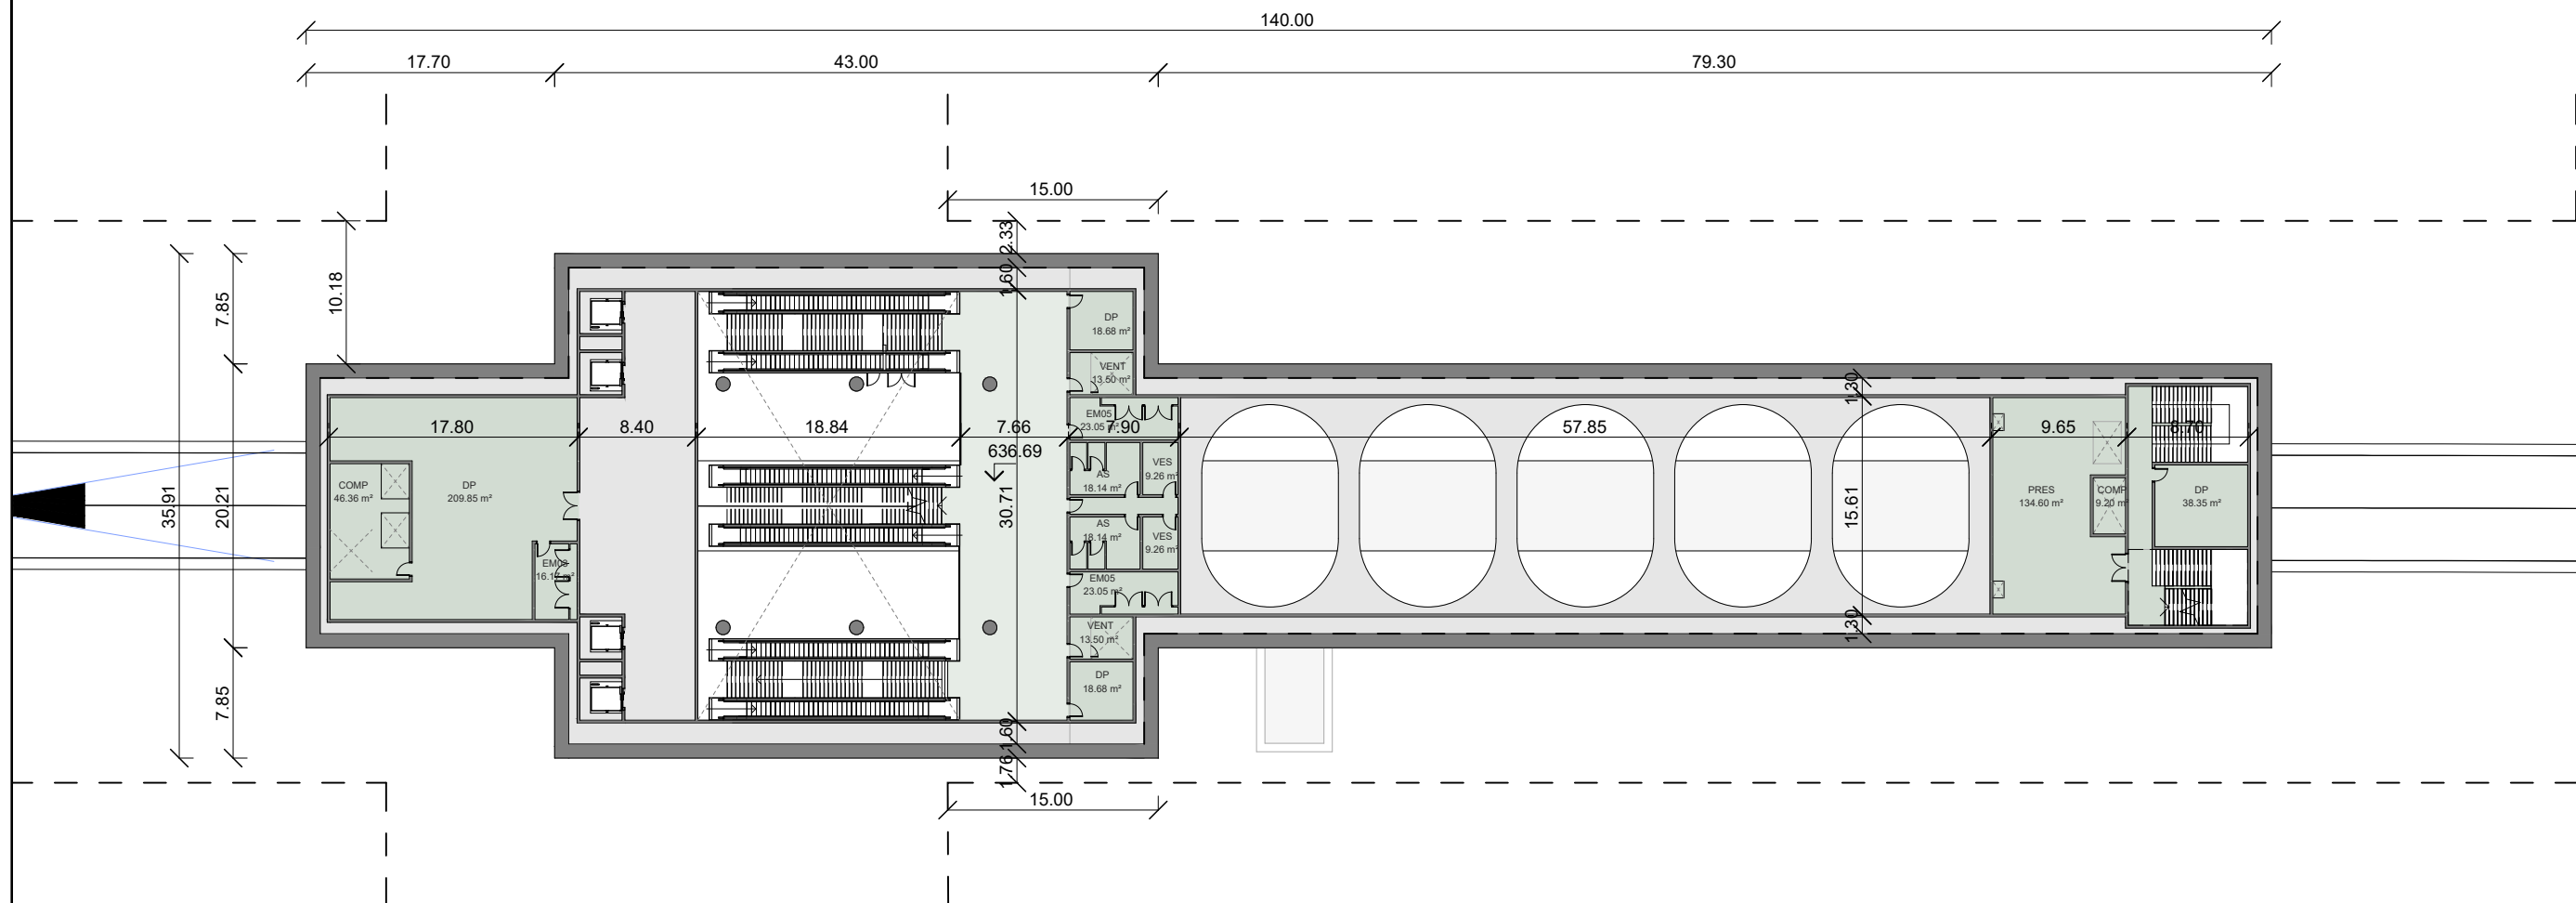 140.00
17.70
43.00
79.30
15.00
2.33
10.18
7.85
1.60
DP
18.68 m²
VENT
13.50 m²
1.30
EM05
23.05 m²
17.80
8.40
18.84
7.66
7.90
57.85
9.65
8.70
636.69
COMP
46.36 m²
DP
209.85 m²
AS
18.14 m²
VES
9.26 m²
PRES
134.60 m²
COMP
9.20 m²
DP
38.35 m²
35.91
20.21
30.71
15.61
AS
18.14 m²
VES
9.26 m²
16.17 m²
EM05
23.05 m²
VENT
13.50 m²
1.30
DP
18.68 m²
7.85
1.60
1.76
15.00